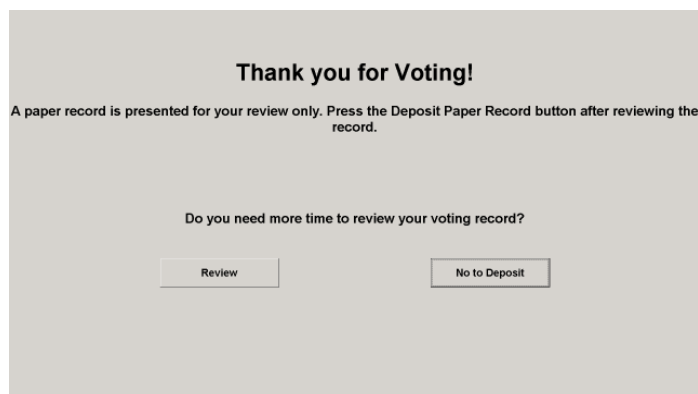 Thank you for Voting!
A paper record is presented for your review only. Press the Deposit Paper Record button after reviewing the
record.
Do you need more time to review your voting record?
Review
No to Deposit